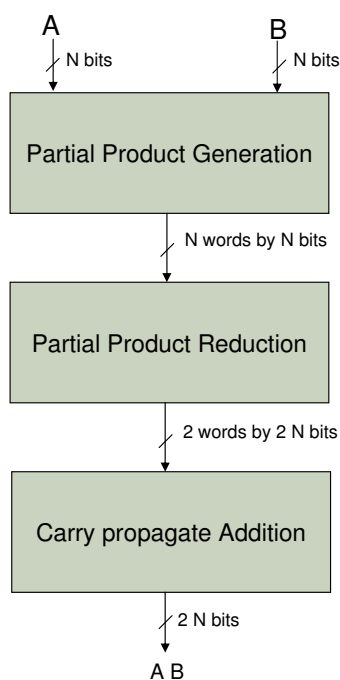 A
B
N bits
N bits
Partial Product Generation
N words by N bits
Partial Product Reduction
2 words by 2 N bits
Carry propagate Addition
2 N bits
A B